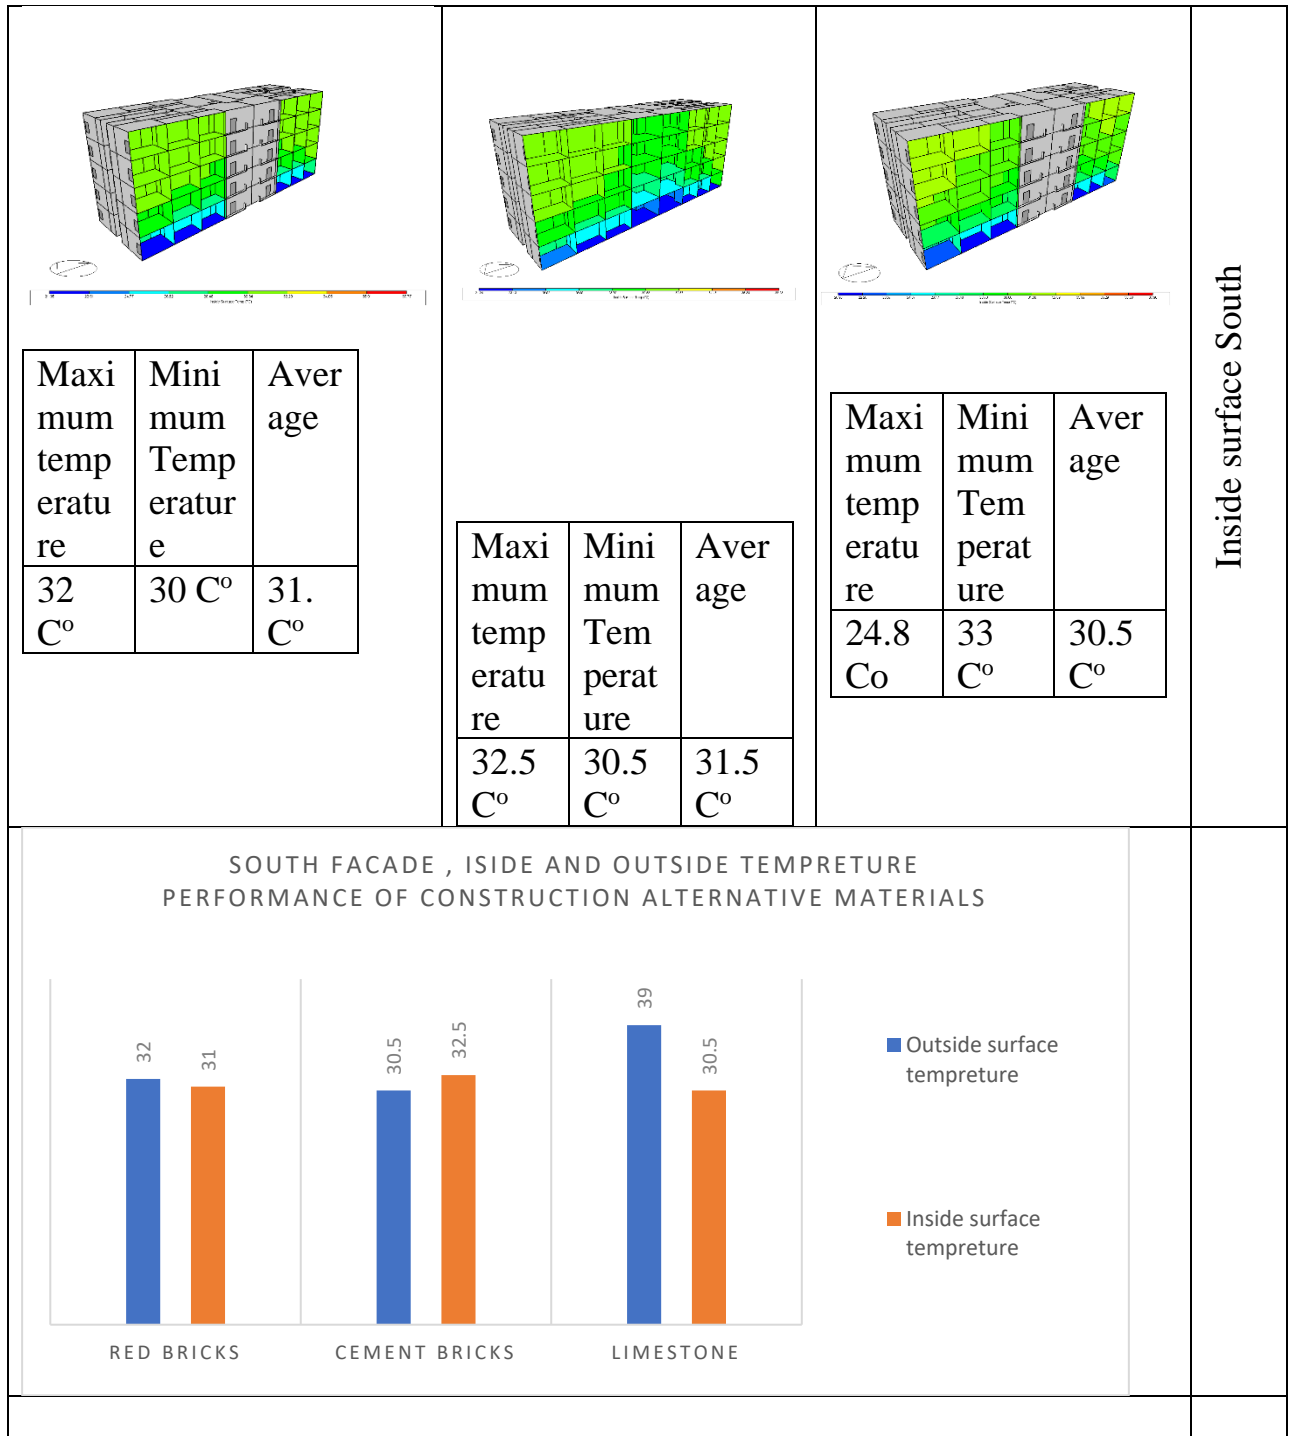 Maxi
mum
temp
eratu
re
Mini
mum
Temp
eratur
e
Aver
age
32
Cº
30 Cº
31.
Cº
Maxi
mum
temp
eratu
re
Mini
mum
Tem
perat
ure
Aver
age
32.5
Cº
30.5
Cº
31.5
Cº
Maxi
mum
temp
eratu
re
Mini
mum
Tem
perat
ure
Aver
age
24.8
Co
33
Cº
30.5
Cº
Inside surface South
SOUTH FACADE , ISIDE AND OUTSIDE TEMPRETURE
PERFORMANCE OF CONSTRUCTION ALTERNATIVE MATERIALS
32
31
30.5
32.5
39
30.5
RED BRICKS
CEMENT BRICKS
LIMESTONE
Outside surface
tempreture
Inside surface
tempreture